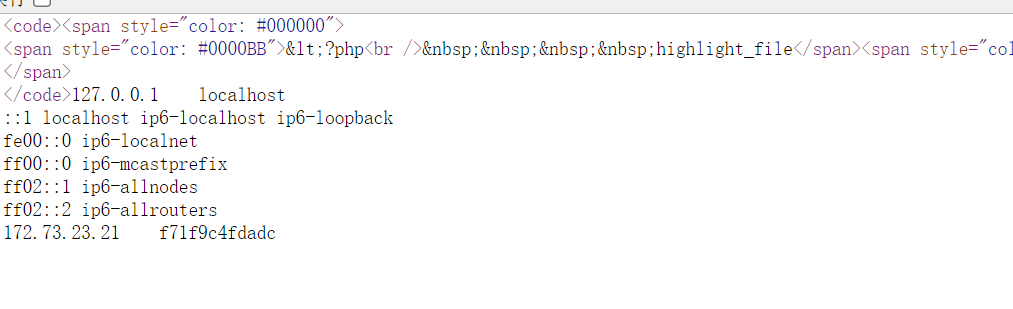 <code><span style="color: #000000">
<span style="color: #0000BB">&lt;?php<br />&nbsp;&nbsp;&nbsp;&nbsp;highlight_file</span><span style="col
</span>
</code>127.0.0.1    localhost
::1 localhost ip6-localhost ip6-loopback
fe00::0 ip6-localnet
ff00::0 ip6-mcastprefix
ff02::1 ip6-allnodes
ff02::2 ip6-allrouters
172.73.23.21    f71f9c4fdadc